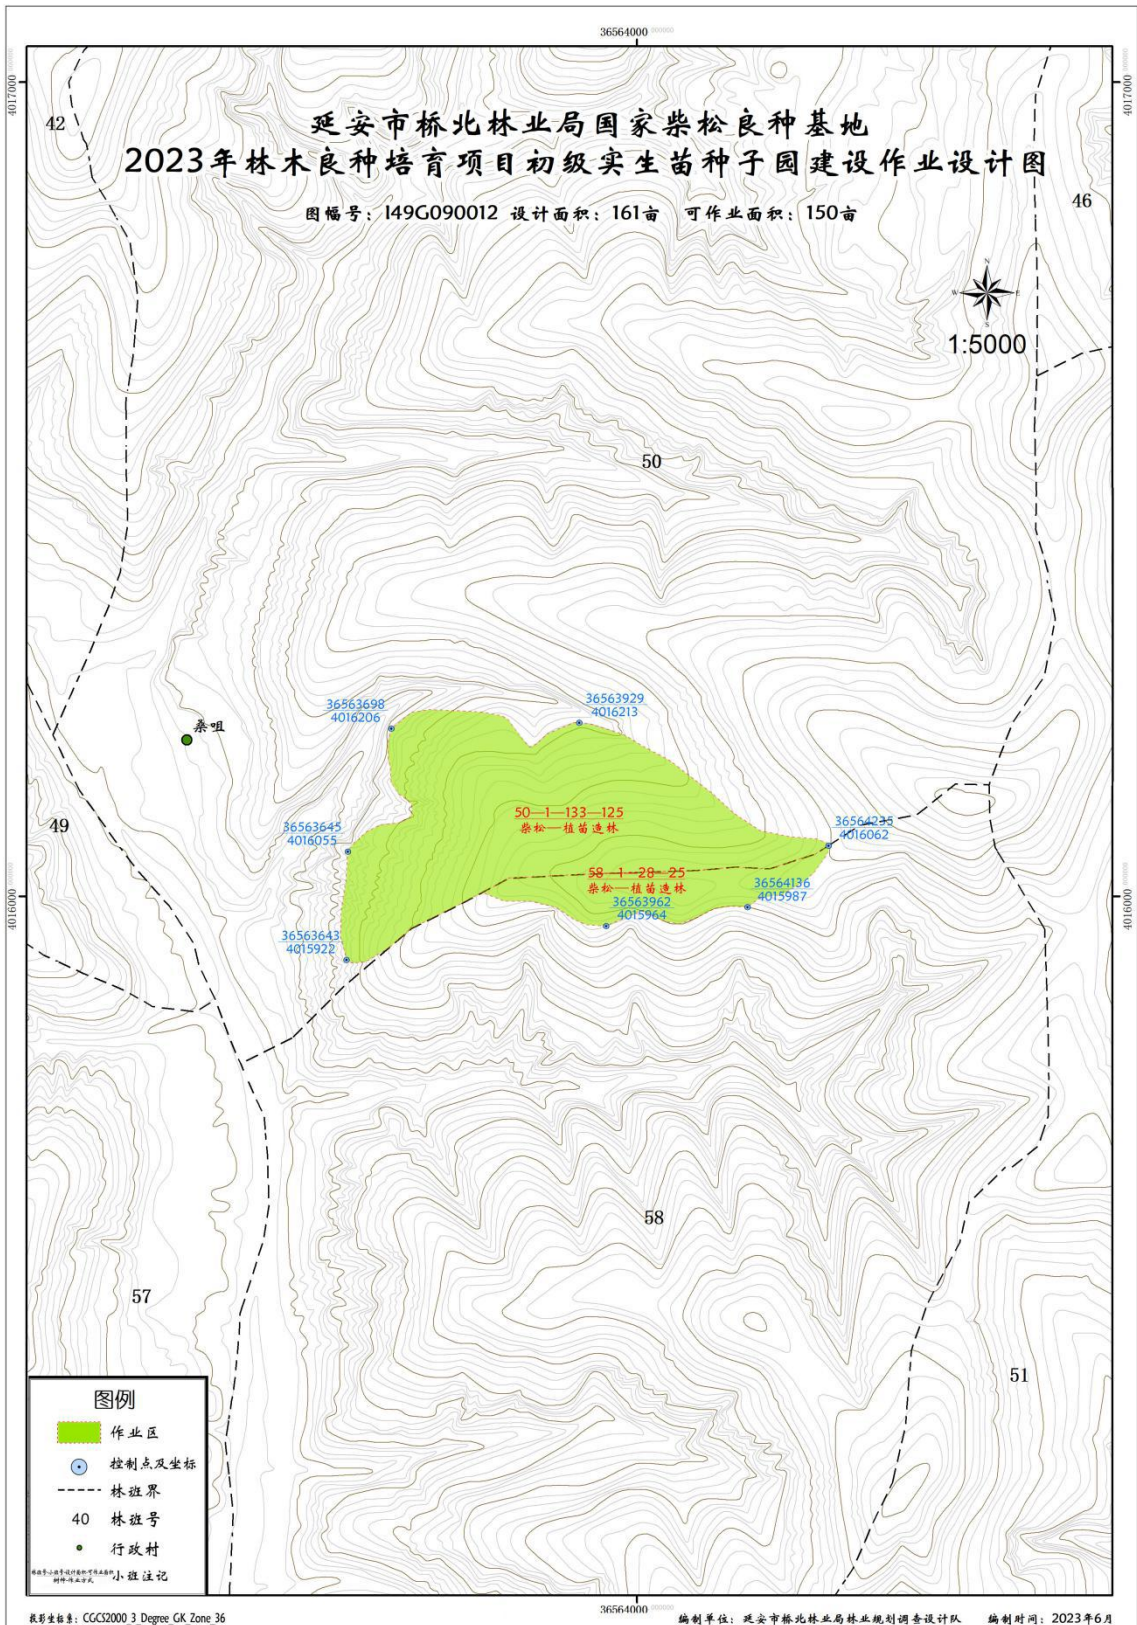 36564000
4017000
4017000
42
延安市桥北林业局国家柴松良种基地
2023年林木良种培育项目初级实生苗种子园建设作业设计图
图幅号：I49G090012 设计面积：161亩 可作业面积：150亩
46
N
W E
S
1:5000
50
36563698
4016206
36563929
4016213
桑咀
49
36563645
4016055
50—1—133—125
柴松—植苗造林
36564235
4016062
58—1—28—25
柴松—植苗造林
36564136
4015987
36563962
4015964
4016000
4016000
36563643
4015922
58
57
51
图例
作业区
控制点及坐标
林班界
40 林班号
行政村
小班注记
36564000
投影坐标系：CGCS2000_3_Degree_GK_Zone_36
编制单位：延安市桥北林业局林业规划调查设计队 编制时间：2023年6月